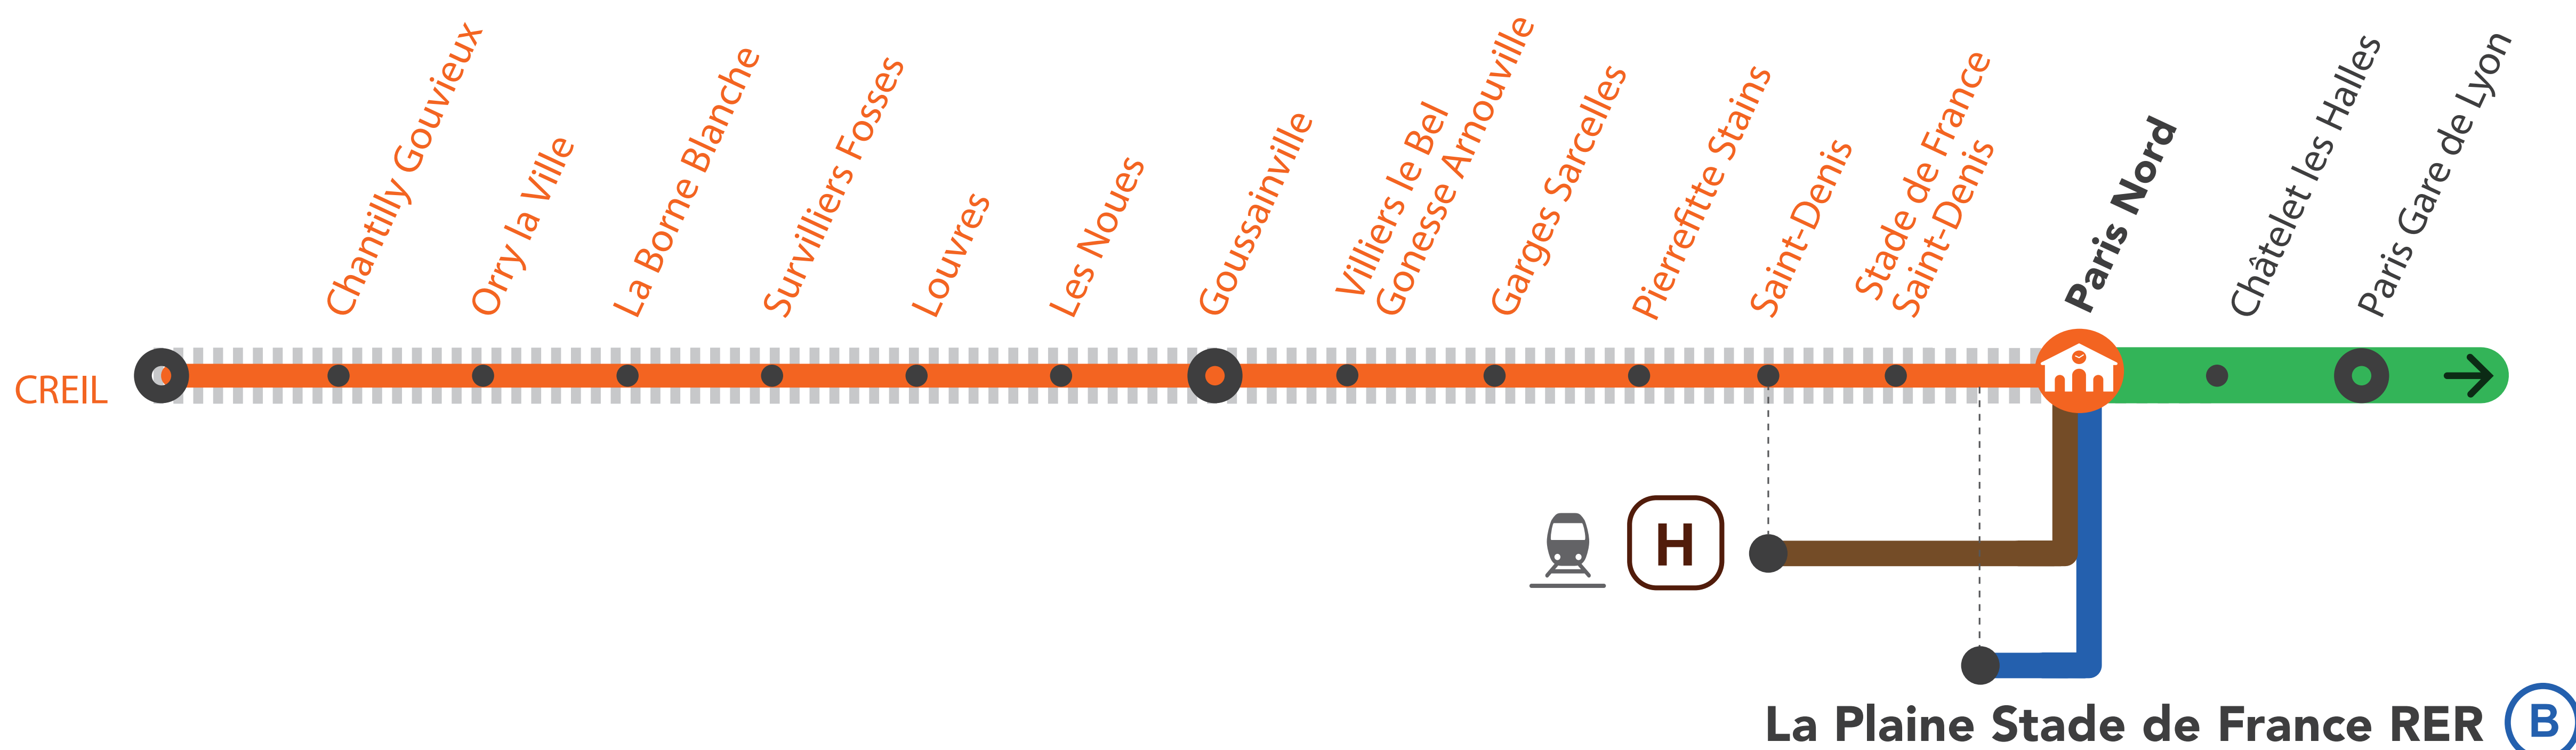 CREIL
Chantilly Gouvieux
Orry la Ville
La Borne Blanche
Survilliers Fosses
Louvres
Les Noues
Goussainville
Villiers le Bel
Gonesse Arnouville
Garges Sarcelles
Pierrefitte Stains
Saint-Denis
Stade de France
Saint-Denis
Paris Nord
Châtelet les Halles
Paris Gare de Lyon
H
La Plaine Stade de France RER B